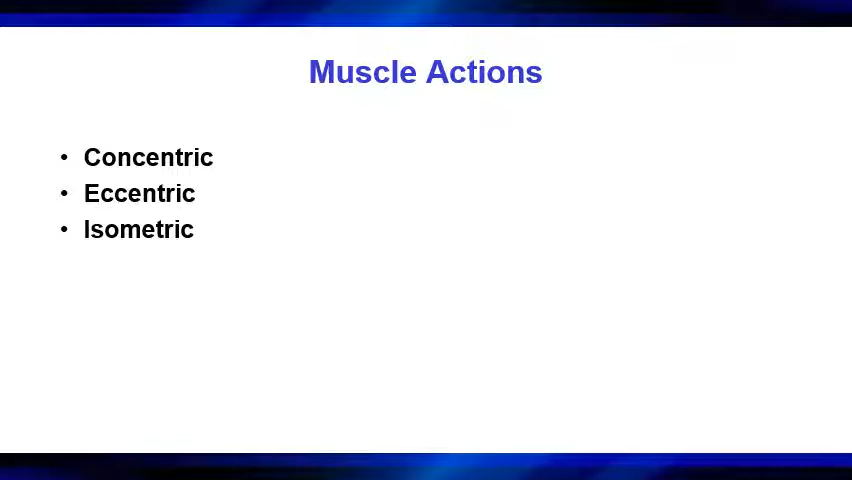 Muscle Actions
• Concentric
• Eccentric
• Isometric